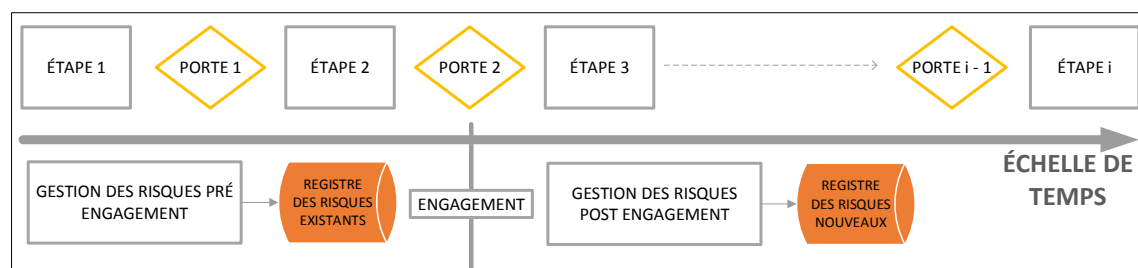 ÉTAPE 1
PORTE 1
ÉTAPE 2
PORTE 2
ÉTAPE 3
PORTE i - 1
ÉTAPE i
ÉCHELLE DE
TEMPS
GESTION DES RISQUES PRÉ
ENGAGEMENT
REGISTRE
DES RISQUES
EXISTANTS
ENGAGEMENT
GESTION DES RISQUES
POST ENGAGEMENT
REGISTRE
DES RISQUES
NOUVEAUX